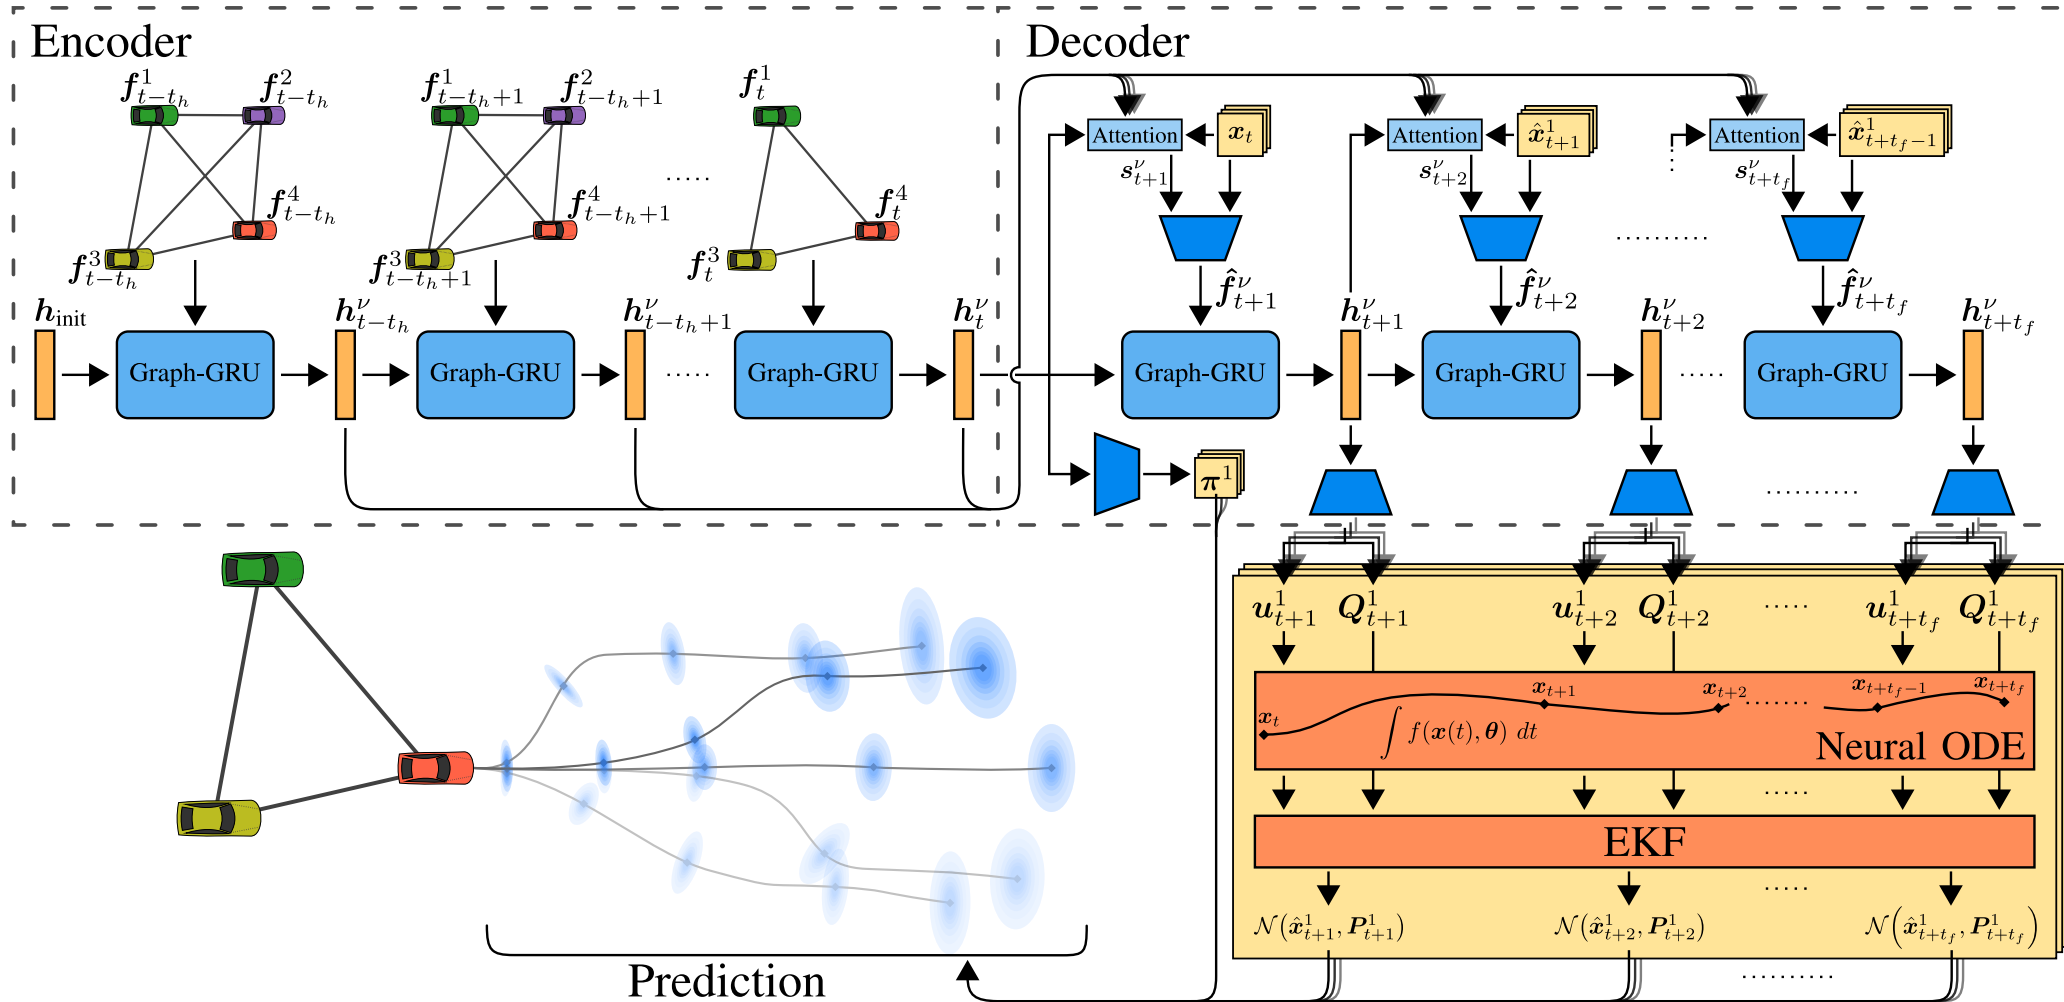 Encoder
f^1_{t-t_h} f^2_{t-t_h} f^1_{t-t_h+1} f^2_{t-t_h+1} f^1_t
f^4_{t-t_h} f^4_{t-t_h+1} ..... f^4_t
f^3_{t-t_h} f^3_{t-t_h+1} f^3_t
h_init h^ν_{t-t_h} h^ν_{t-t_h+1} h^ν_t
Graph-GRU Graph-GRU ..... Graph-GRU
Decoder
Attention x_t Attention x̂^1_{t+1} Attention x̂^1_{t+t_f-1}
s^ν_{t+1} s^ν_{t+2} s^ν_{t+t_f}
..........
f̂^ν_{t+1} f̂^ν_{t+2} f̂^ν_{t+t_f}
h^ν_{t+1} h^ν_{t+2} h^ν_{t+t_f}
Graph-GRU Graph-GRU ..... Graph-GRU
π^1 ..........
u^1_{t+1} Q^1_{t+1} u^1_{t+2} Q^1_{t+2} ..... u^1_{t+t_f} Q^1_{t+t_f}
x_t x_{t+1} x_{t+2} ....... x_{t+t_f-1} x_{t+t_f}
∫ f(x(t), θ) dt
Neural ODE
.....
EKF
.....
N(x̂^1_{t+1}, P^1_{t+1}) N(x̂^1_{t+2}, P^1_{t+2}) N(x̂^1_{t+t_f}, P^1_{t+t_f})
..........
Prediction